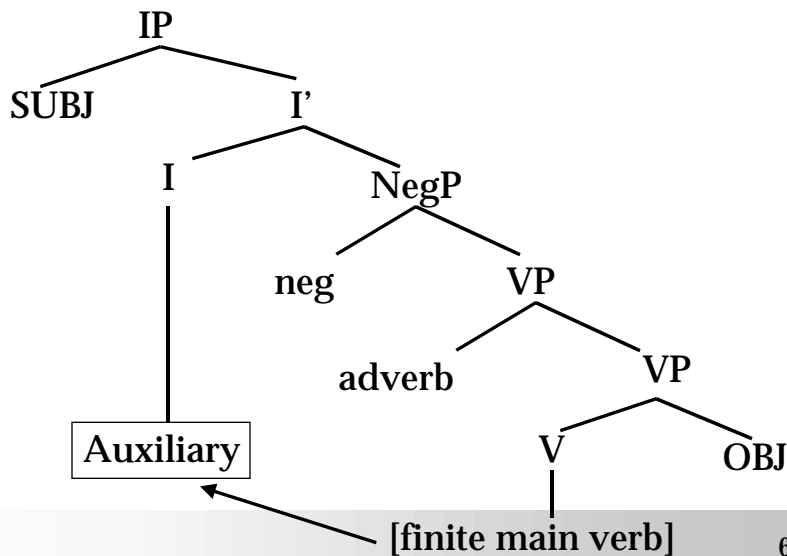 IP
SUBJ I’
I NegP
neg VP
adverb VP
Auxiliary V OBJ
[finite main verb]